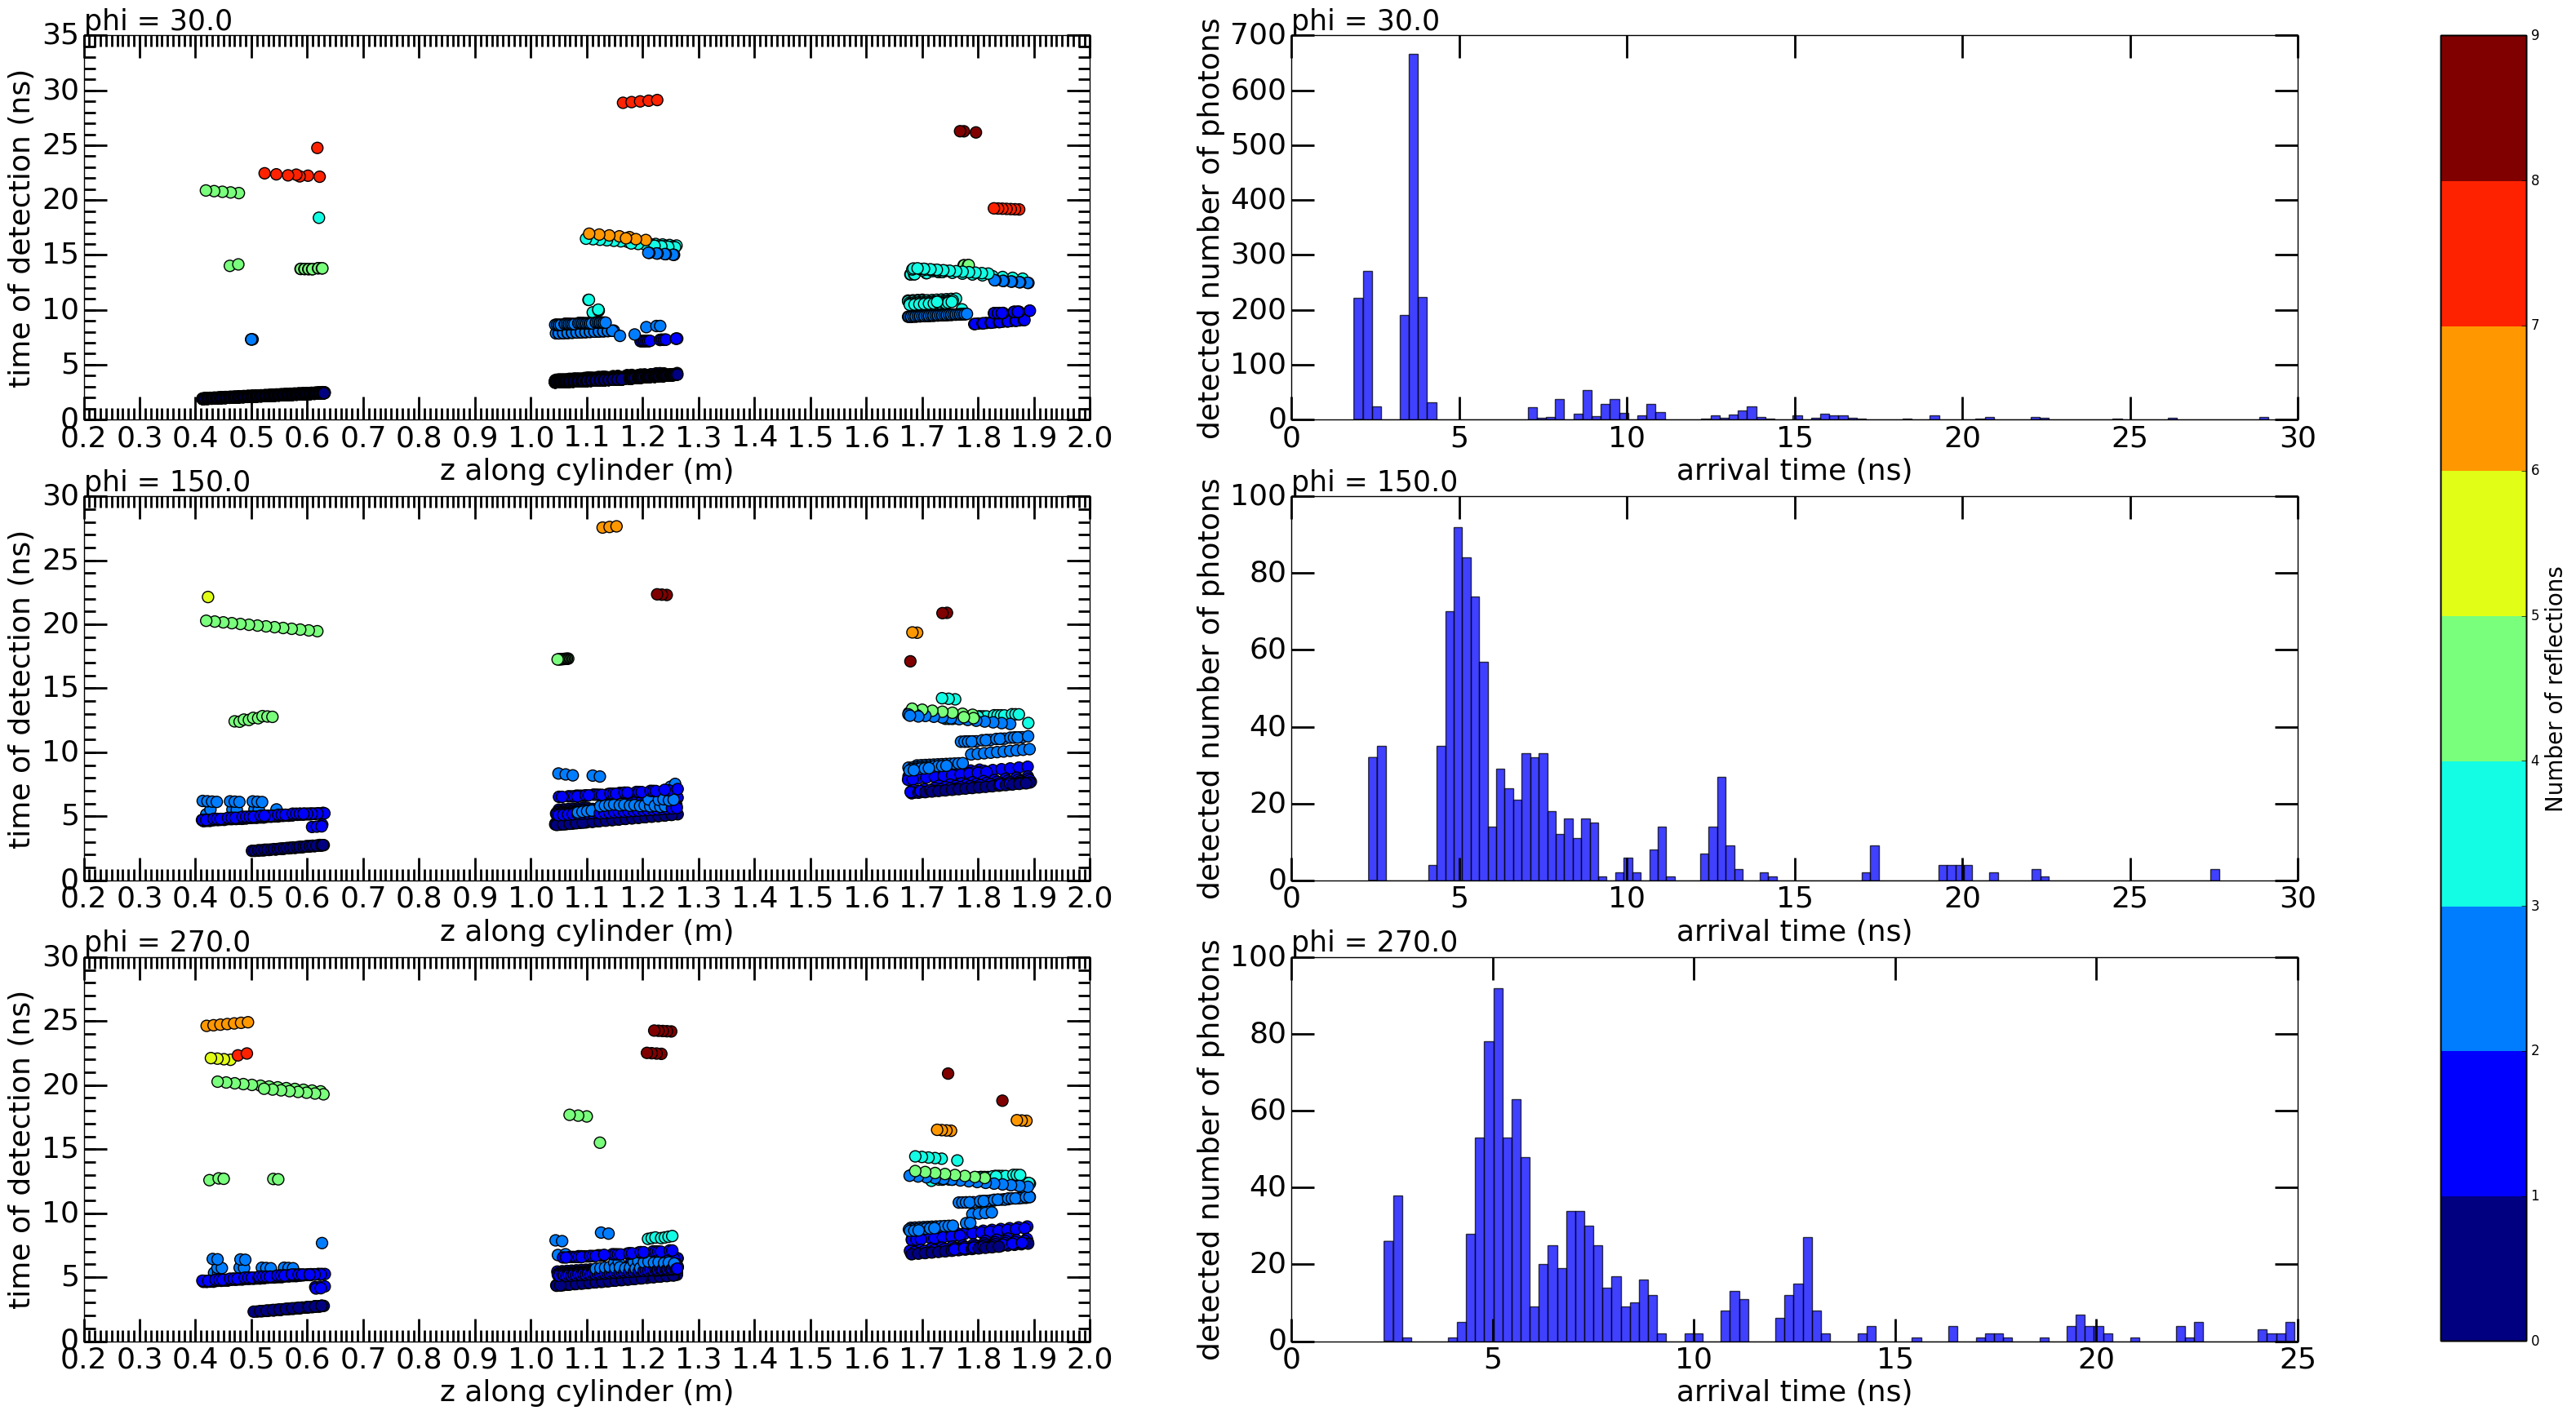 phi = 30.0
35
30
25
20
15
10
5
0
time of detection (ns)
0.2 0.3 0.4 0.5 0.6 0.7 0.8 0.9 1.0 1.1 1.2 1.3 1.4 1.5 1.6 1.7 1.8 1.9 2.0
z along cylinder (m)
phi = 30.0
700
600
500
400
300
200
100
0
detected number of photons
0 5 10 15 20 25 30
arrival time (ns)
phi = 150.0
30
25
20
15
10
5
0
time of detection (ns)
0.2 0.3 0.4 0.5 0.6 0.7 0.8 0.9 1.0 1.1 1.2 1.3 1.4 1.5 1.6 1.7 1.8 1.9 2.0
z along cylinder (m)
phi = 150.0
100
80
60
40
20
0
detected number of photons
0 5 10 15 20 25 30
arrival time (ns)
phi = 270.0
30
25
20
15
10
5
0
time of detection (ns)
0.2 0.3 0.4 0.5 0.6 0.7 0.8 0.9 1.0 1.1 1.2 1.3 1.4 1.5 1.6 1.7 1.8 1.9 2.0
z along cylinder (m)
phi = 270.0
100
80
60
40
20
0
detected number of photons
0 5 10 15 20 25
arrival time (ns)
9
8
7
6
5
4
3
2
1
0
Number of reflections